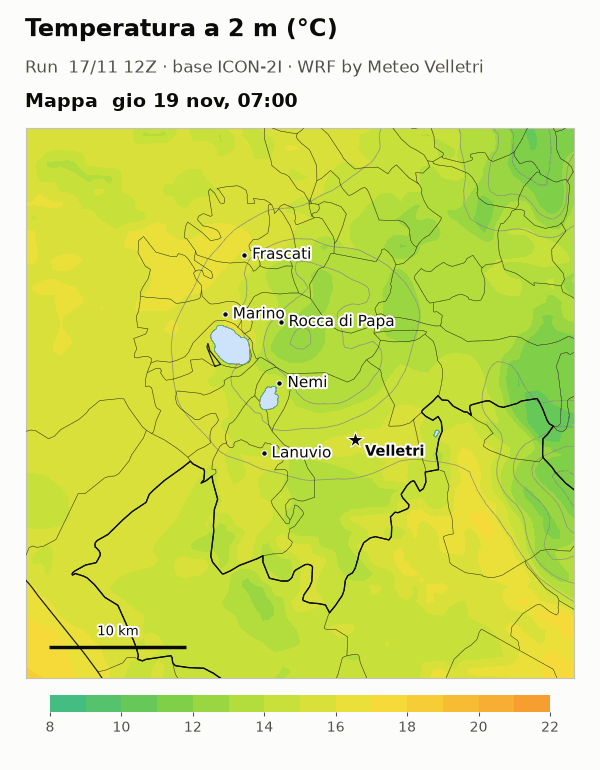 Temperatura a 2 m (°C)
Run  17/11 12Z · base ICON-2I · WRF by Meteo Velletri
Mappa  gio 19 nov, 07:00
Frascati
Marino
Rocca di Papa
Nemi
Velletri
Lanuvio
10 km
8 10 12 14 16 18 20 22